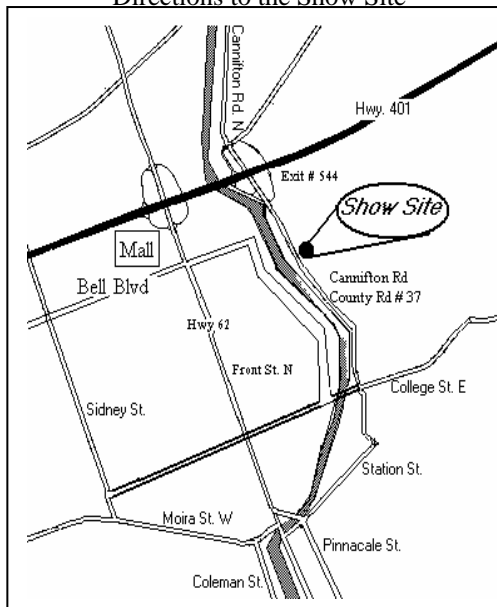 Directions to the Show Site
Cannifton Rd. N
Hwy. 401
Exit # 544
Show Site
Mall
Bell Blvd
Cannifton Rd
County Rd # 37
Hwy 62
Front St. N
College St. E
Sidney St.
Station St.
Moira St. W
Pinnacale St.
Coleman St.